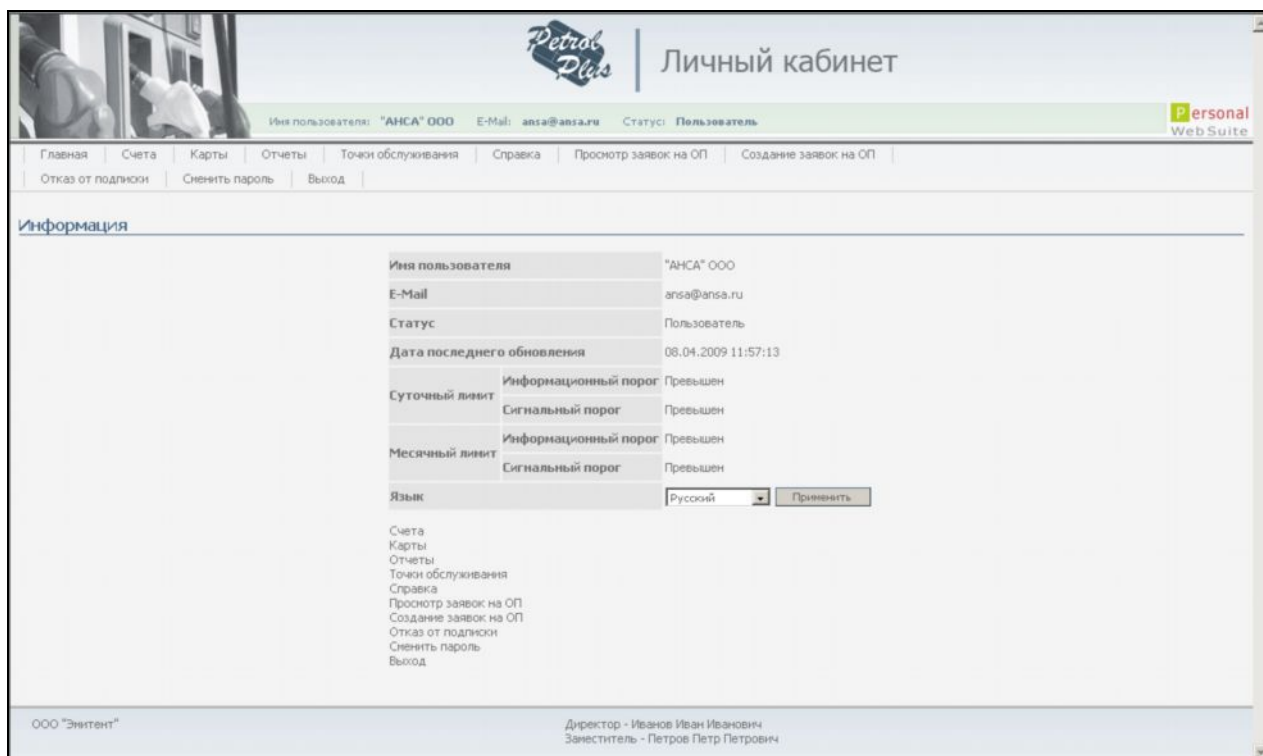 Petrol
Plus
Личный кабинет
Имя пользователя: "АНСА" ООО E-Mail: ansa@ansa.ru Статус: Пользователь
Personal
Web Suite
Главная Счета Карты Отчеты Точки обслуживания Справка Просмотр заявок на ОП Создание заявок на ОП
Отказ от подписки Сменить пароль Выход
Информация
Имя пользователя "АНСА" ООО
E-Mail ansa@ansa.ru
Статус Пользователь
Дата последнего обновления 08.04.2009 11:57:13
Суточный лимит Информационный порог Превышен
Сигнальный порог Превышен
Месячный лимит Информационный порог Превышен
Сигнальный порог Превышен
Язык Русский Применить
Счета
Карты
Отчеты
Точки обслуживания
Справка
Просмотр заявок на ОП
Создание заявок на ОП
Отказ от подписки
Сменить пароль
Выход
ООО "Энитент" Директор - Иванов Иван Иванович
Заместитель - Петров Петр Петрович